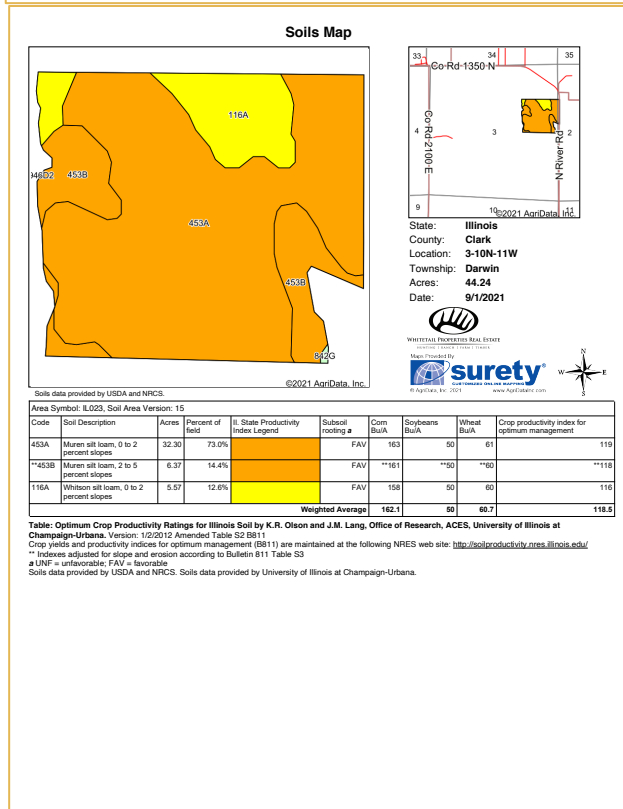 Soils Map
116A
946D2
453B
453A
453B
812G
©2021 AgriData, Inc.
Soils data provided by USDA and NRCS.
33
34
35
Co Rd 1350 N
Co Rd 2100 E
N River Rd
4
3
2
9
10
11
©2021 AgriData, Inc.
State: Illinois
County: Clark
Location: 3-10N-11W
Township: Darwin
Acres: 44.24
Date: 9/1/2021
WHITETAIL PROPERTIES REAL ESTATE
HUNTING | RANCH | FARM | TIMBER
Maps Provided By
surety®
CUSTOMIZED ONLINE MAPPING
© AgriData, Inc. 2021 www.AgriDataInc.com
N
W E
S
Area Symbol: IL023, Soil Area Version: 15
Code Soil Description Acres Percent of field II. State Productivity Index Legend Subsoil rooting a Corn Bu/A Soybeans Bu/A Wheat Bu/A Crop productivity index for optimum management
453A Muren silt loam, 0 to 2 percent slopes 32.30 73.0% FAV 163 50 61 119
**453B Muren silt loam, 2 to 5 percent slopes 6.37 14.4% FAV **161 **50 **60 **118
116A Whitson silt loam, 0 to 2 percent slopes 5.57 12.6% FAV 158 50 60 116
Weighted Average 162.1 50 60.7 118.5
Table: Optimum Crop Productivity Ratings for Illinois Soil by K.R. Olson and J.M. Lang, Office of Research, ACES, University of Illinois at
Champaign-Urbana. Version: 1/2/2012 Amended Table S2 B811
Crop yields and productivity indices for optimum management (B811) are maintained at the following NRES web site: http://soilproductivity.nres.illinois.edu/
** Indexes adjusted for slope and erosion according to Bulletin 811 Table S3
a UNF = unfavorable; FAV = favorable
Soils data provided by USDA and NRCS. Soils data provided by University of Illinois at Champaign-Urbana.